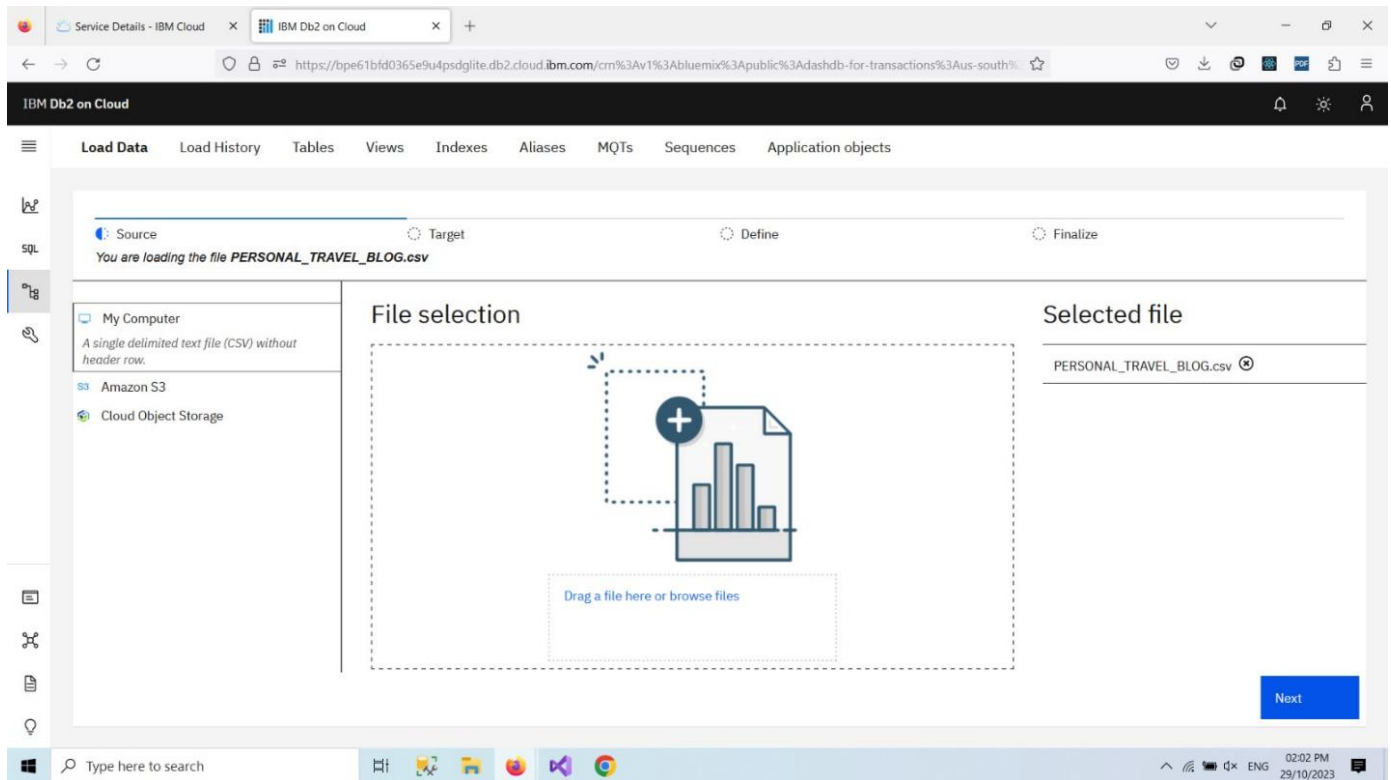 Service Details - IBM Cloud
IBM Db2 on Cloud
https://bpe61bfd0365e9u4psdglite.db2.cloud.ibm.com/crn%3Av1%3Abluemix%3Apublic%3Adashdb-for-transactions%3Aus-south%
PDF
IBM Db2 on Cloud
Load Data Load History Tables Views Indexes Aliases MQTs Sequences Application objects
SQL
Source Target Define Finalize
You are loading the file PERSONAL_TRAVEL_BLOG.csv
My Computer
A single delimited text file (CSV) without
header row.
S3 Amazon S3
Cloud Object Storage
File selection
Drag a file here or browse files
Selected file
PERSONAL_TRAVEL_BLOG.csv
Next
Type here to search
ENG
02:02 PM
29/10/2023